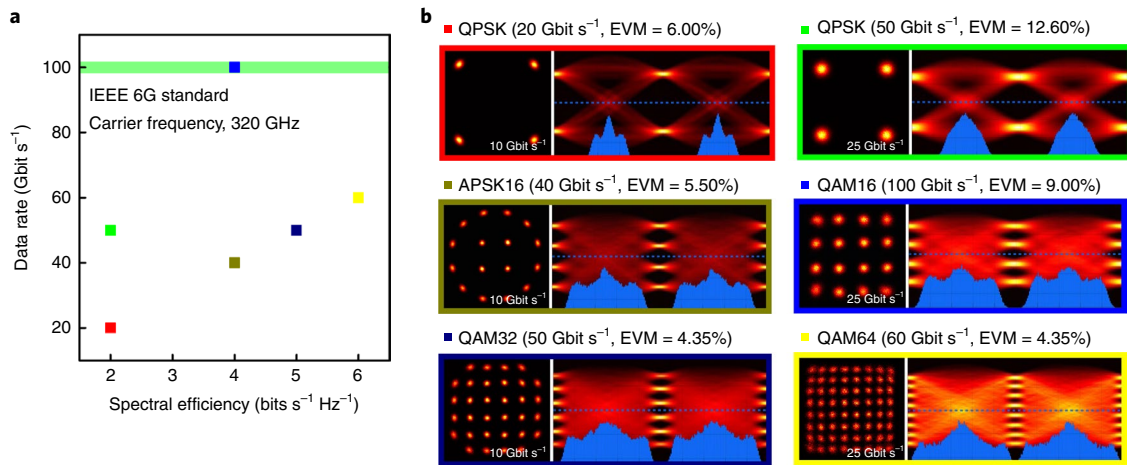 a
Data rate (Gbit s⁻¹)
100
80
60
40
20
IEEE 6G standard
Carrier frequency, 320 GHz
2
3
4
5
6
Spectral efficiency (bits s⁻¹ Hz⁻¹)
b
QPSK (20 Gbit s⁻¹, EVM = 6.00%)
10 Gbit s⁻¹
QPSK (50 Gbit s⁻¹, EVM = 12.60%)
25 Gbit s⁻¹
APSK16 (40 Gbit s⁻¹, EVM = 5.50%)
10 Gbit s⁻¹
QAM16 (100 Gbit s⁻¹, EVM = 9.00%)
25 Gbit s⁻¹
QAM32 (50 Gbit s⁻¹, EVM = 4.35%)
10 Gbit s⁻¹
QAM64 (60 Gbit s⁻¹, EVM = 4.35%)
25 Gbit s⁻¹